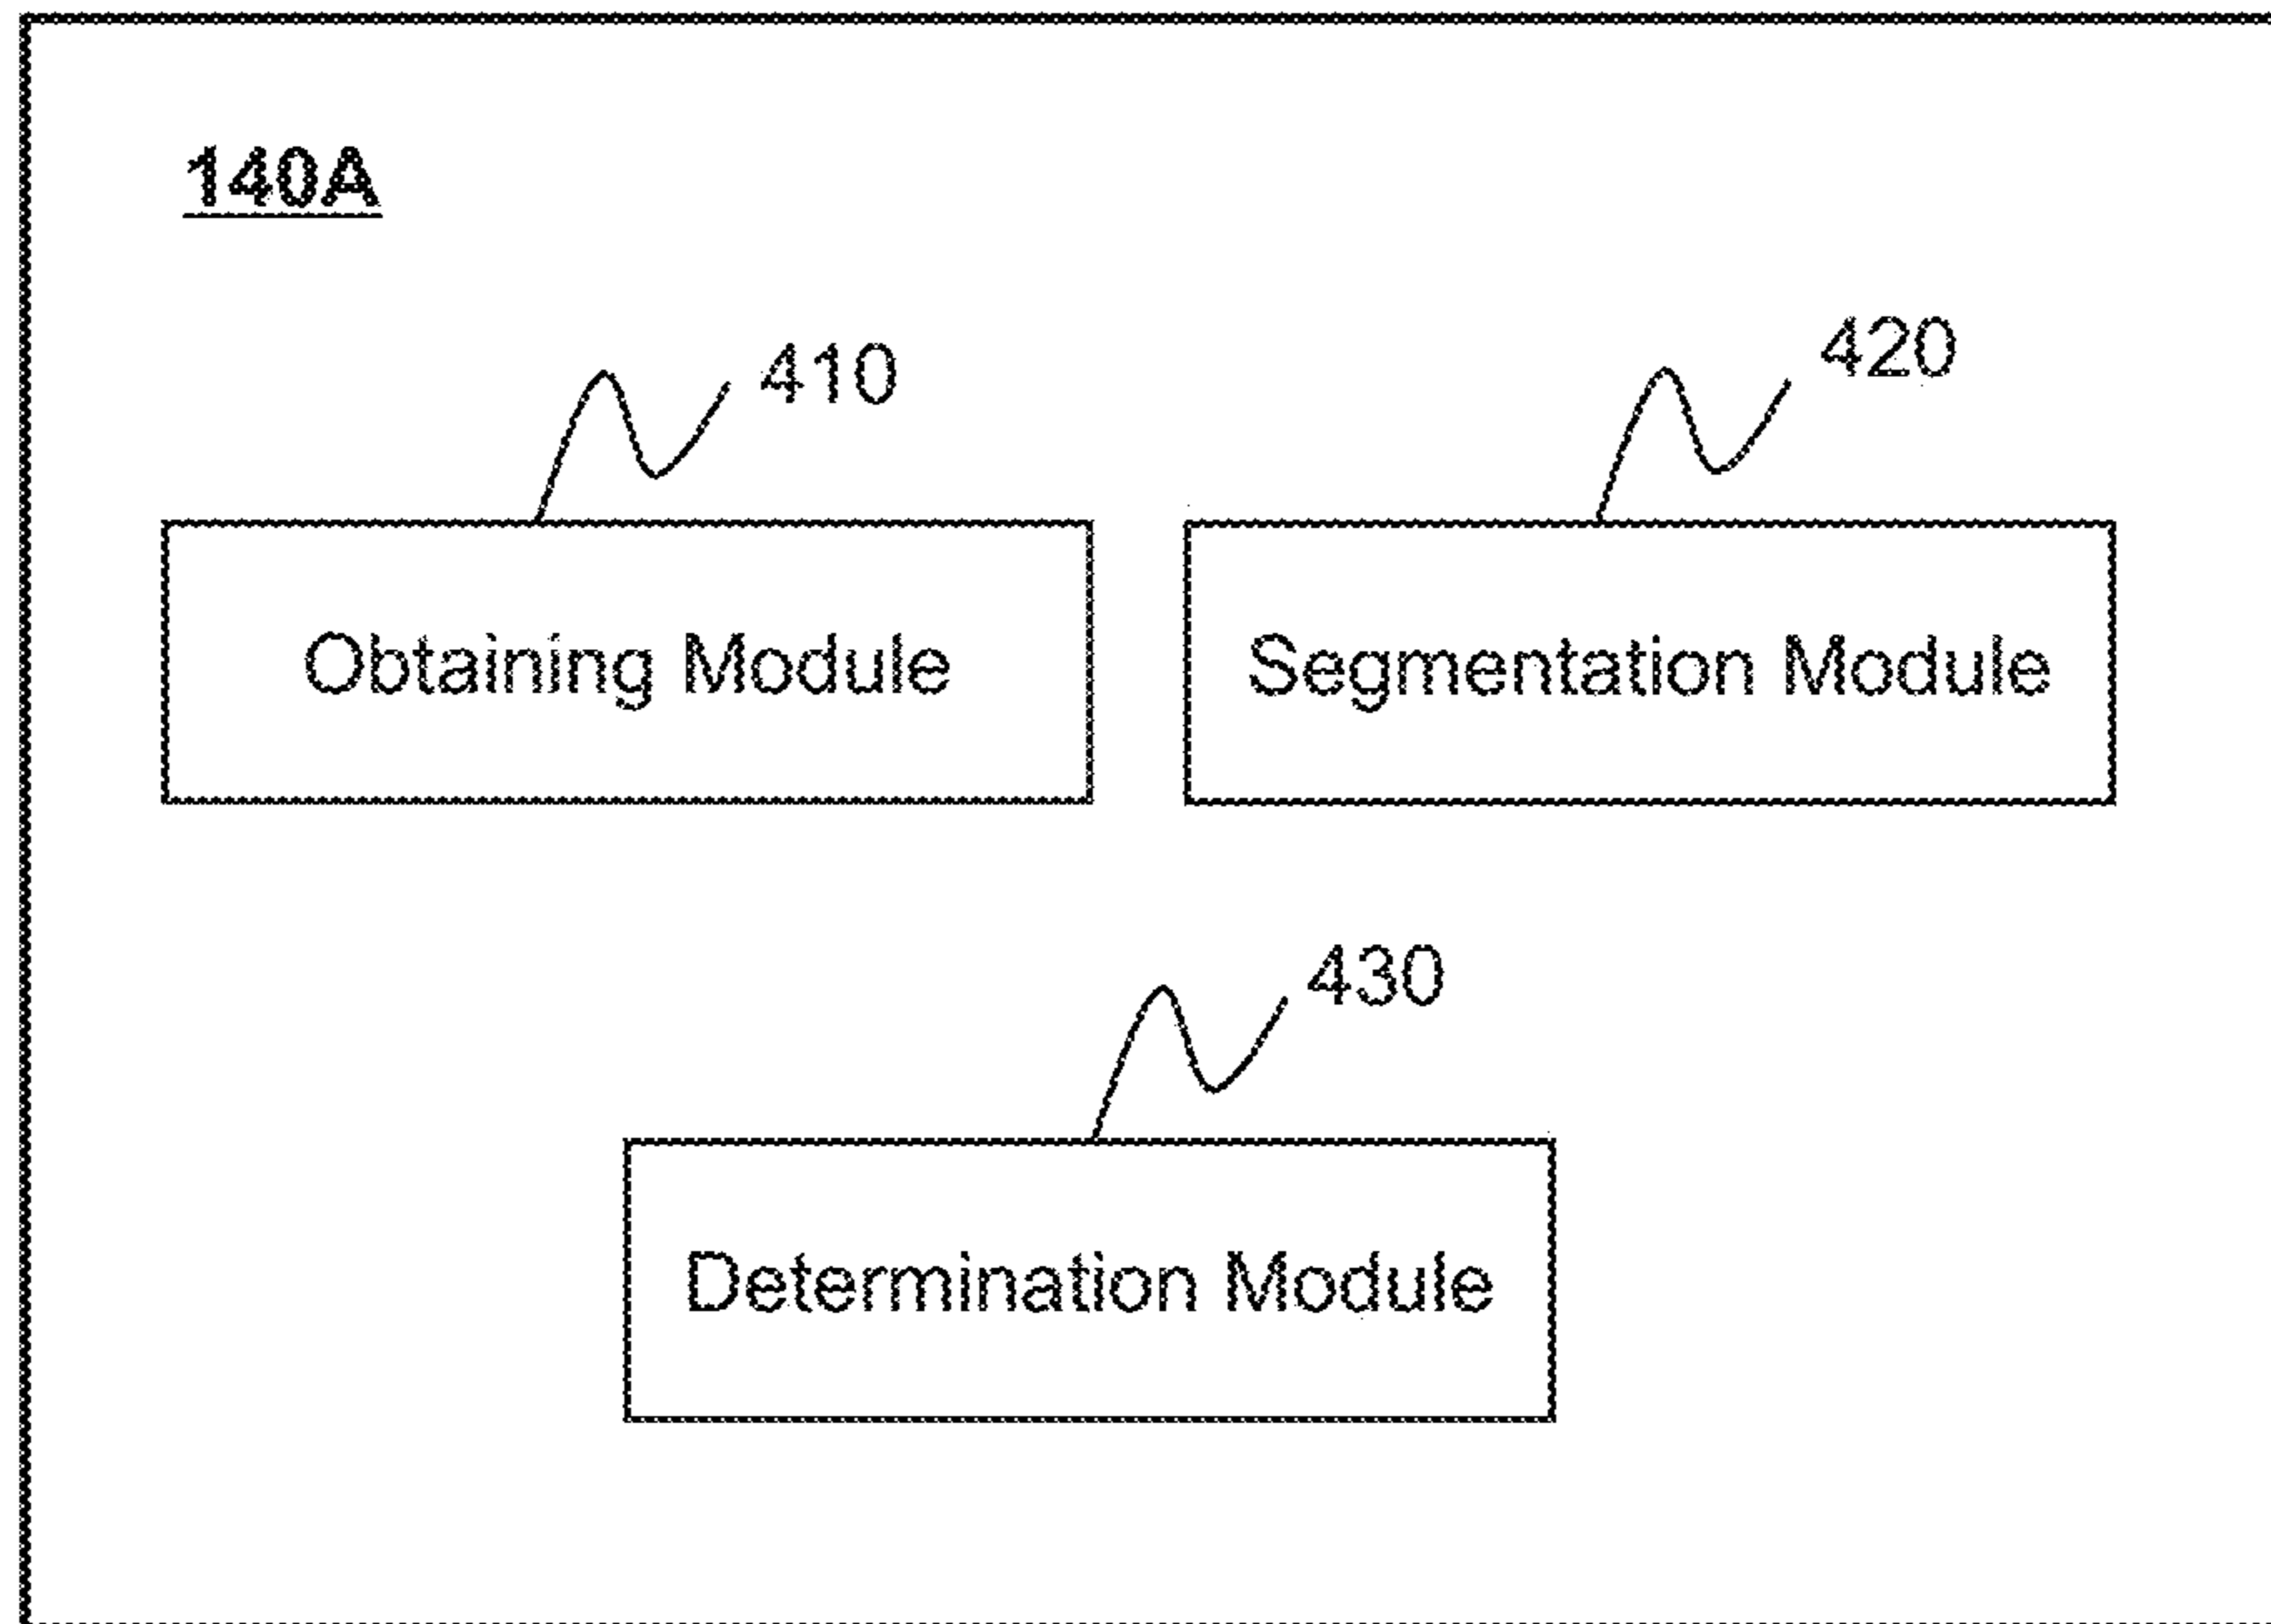 140A
410
420
Obtaining Module
Segmentation Module
430
Determination Module